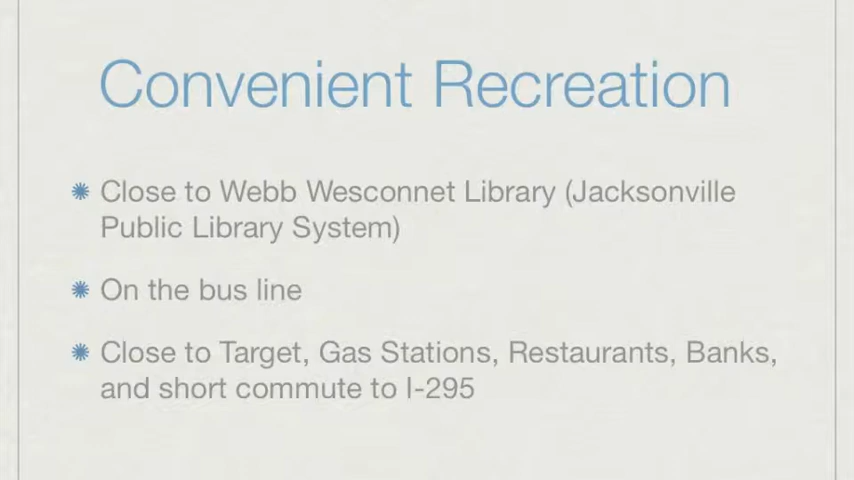 Convenient Recreation
Close to Webb Wesconnet Library (Jacksonville
Public Library System)
On the bus line
Close to Target, Gas Stations, Restaurants, Banks,
and short commute to I-295